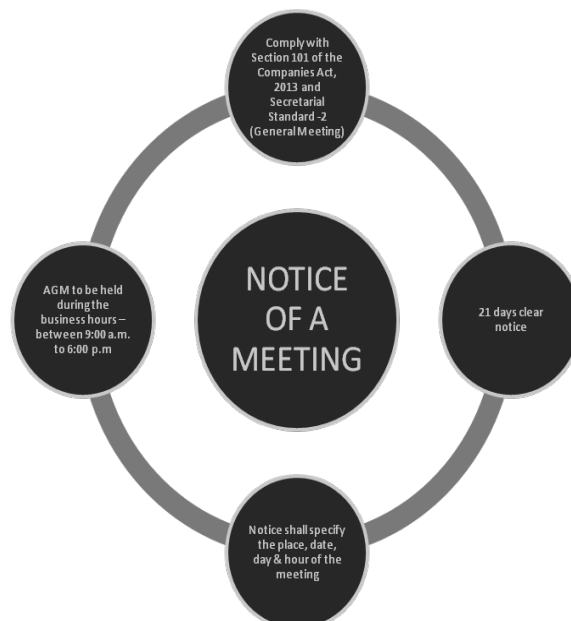 Comply with
Section 101 of the
Companies Act,
2013 and
Secretarial
Standard -2
(General Meeting)
NOTICE
OF A
MEETING
21 days clear
notice
Notice shall specify
the place, date,
day & hour of the
meeting
AGM to be held
during the
business hours –
between 9:00 a.m.
to 6:00 p.m